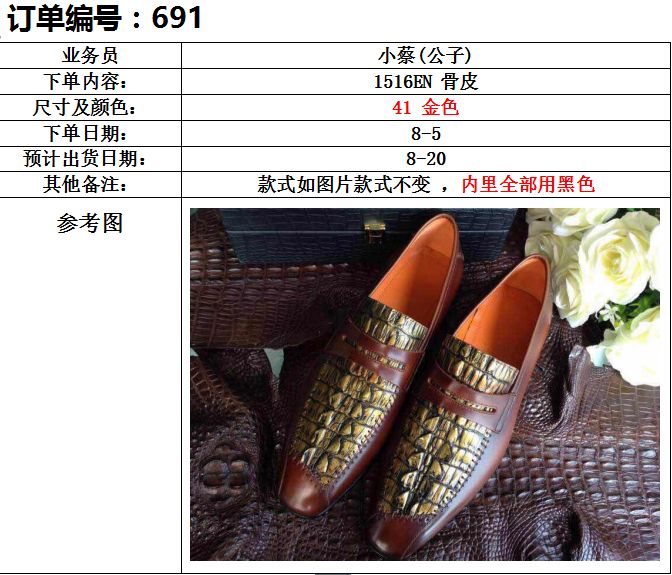 订单编号：691
业务员 小蔡(公子)
下单内容： 1516EN 骨皮
尺寸及颜色： 41 金色
下单日期： 8-5
预计出货日期： 8-20
其他备注： 款式如图片款式不变 ，内里全部用黑色
参考图